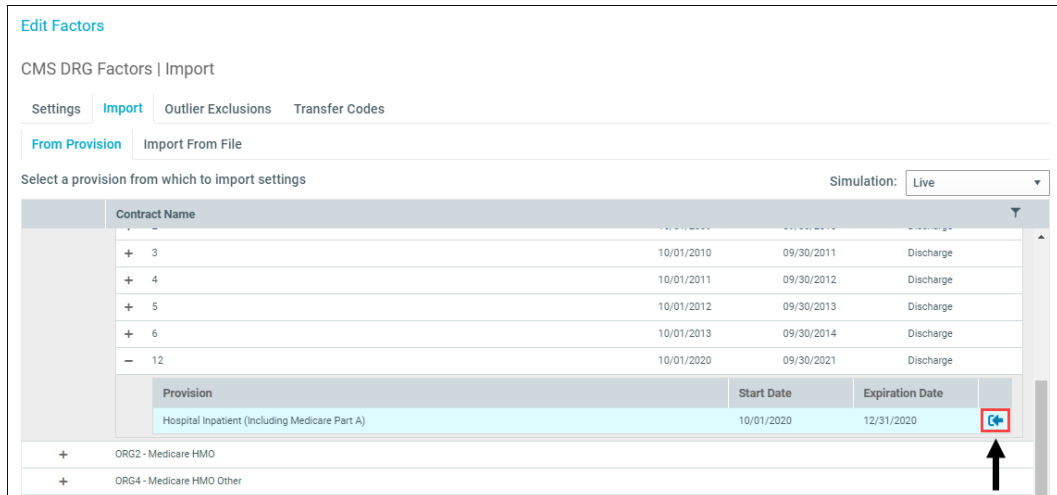 Edit Factors
CMS DRG Factors | Import
Settings Import Outlier Exclusions Transfer Codes
From Provision Import From File
Select a provision from which to import settings Simulation: Live
Contract Name
+ 3 10/01/2010 09/30/2011 Discharge
+ 4 10/01/2011 09/30/2012 Discharge
+ 5 10/01/2012 09/30/2013 Discharge
+ 6 10/01/2013 09/30/2014 Discharge
− 12 10/01/2020 09/30/2021 Discharge
Provision Start Date Expiration Date
Hospital Inpatient (Including Medicare Part A) 10/01/2020 12/31/2020
+ ORG2 - Medicare HMO
+ ORG4 - Medicare HMO Other